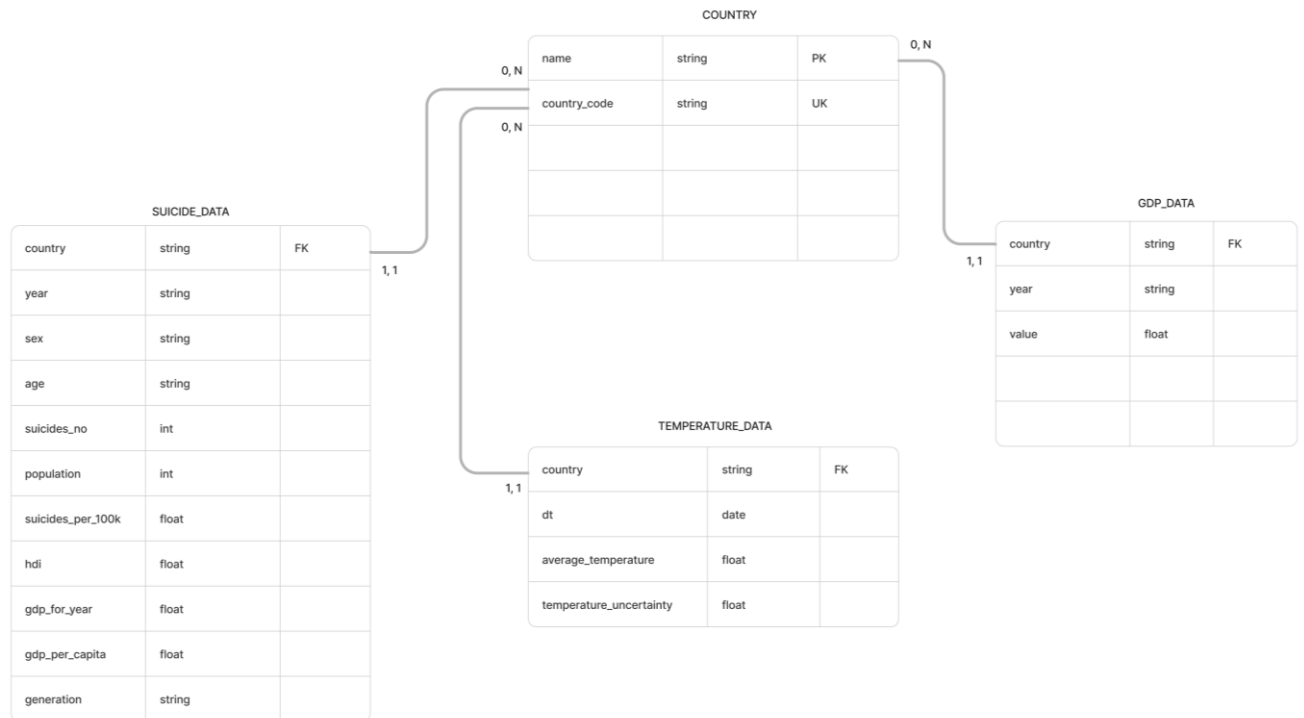 COUNTRY
name string PK
country_code string UK
0, N
0, N
0, N
SUICIDE_DATA
country string FK
year string
sex string
age string
suicides_no int
population int
suicides_per_100k float
hdi float
gdp_for_year float
gdp_per_capita float
generation string
1, 1
TEMPERATURE_DATA
country string FK
dt date
average_temperature float
temperature_uncertainty float
1, 1
GDP_DATA
country string FK
year string
value float
1, 1